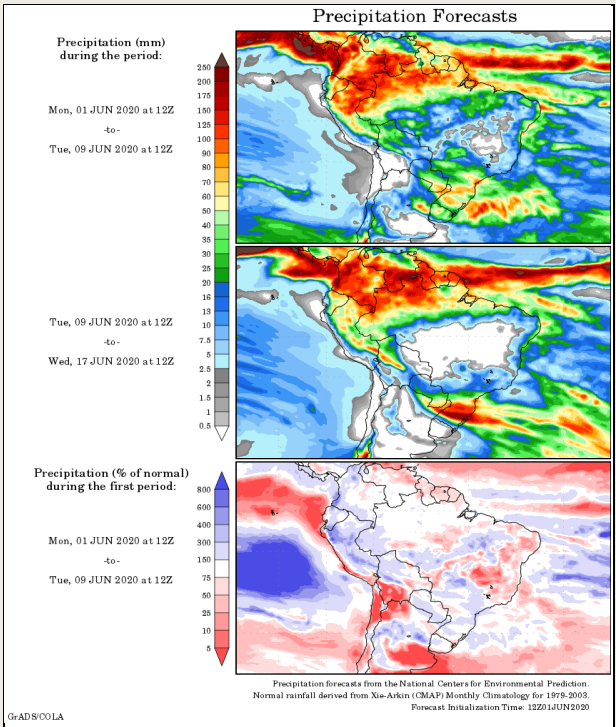 Precipitation Forecasts
Precipitation (mm)
during the period:
Mon, 01 JUN 2020 at 12Z
-to-
Tue, 09 JUN 2020 at 12Z
250
200
175
150
125
100
90
80
70
60
50
40
35
30
25
20
16
13
10
7.5
5
2.5
2
1.5
1
0.5
Tue, 09 JUN 2020 at 12Z
-to-
Wed, 17 JUN 2020 at 12Z
Precipitation (% of normal)
during the first period:
Mon, 01 JUN 2020 at 12Z
-to-
Tue, 09 JUN 2020 at 12Z
800
600
400
300
150
75
50
25
10
5
Precipitation forecasts from the National Centers for Environmental Prediction.
Normal rainfall derived from Xie-Arkin (CMAP) Monthly Climatology for 1979-2003.
Forecast Initialization Time: 12Z01JUN2020
GrADS/COLA